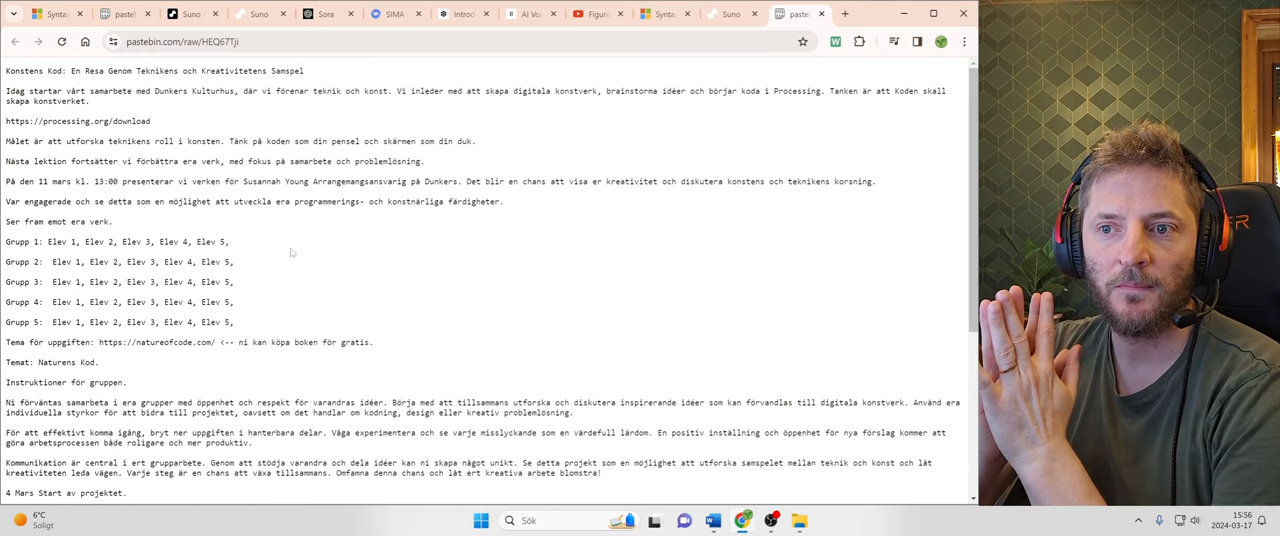 Synta
pastel
Suno
Suno
Sora
SIMA
Introd
AI Voi
Figure
Synta
Suno
pastel
pastebin.com/raw/HEQ67Tji
Konstens Kod: En Resa Genom Teknikens och Kreativitetens Samspel
Idag startar vårt samarbete med Dunkers Kulturhus, där vi förenar teknik och konst. Vi inleder med att skapa digitala konstverk, brainstorma idéer och börjar koda i Processing. Tanken är att Koden skall
skapa konstverket.
https://processing.org/download
Målet är att utforska teknikens roll i konsten. Tänk på koden som din pensel och skärmen som din duk.
Nästa lektion fortsätter vi förbättra era verk, med fokus på samarbete och problemlösning.
På den 11 mars kl. 13:00 presenterar vi verken för Susannah Young Arrangemangsansvarig på Dunkers. Det blir en chans att visa er kreativitet och diskutera konstens och teknikens korsning.
Var engagerade och se detta som en möjlighet att utveckla era programmerings- och konstnärliga färdigheter.
Ser fram emot era verk.
Grupp 1: Elev 1, Elev 2, Elev 3, Elev 4, Elev 5,
Grupp 2:  Elev 1, Elev 2, Elev 3, Elev 4, Elev 5,
Grupp 3:  Elev 1, Elev 2, Elev 3, Elev 4, Elev 5,
Grupp 4:  Elev 1, Elev 2, Elev 3, Elev 4, Elev 5,
Grupp 5:  Elev 1, Elev 2, Elev 3, Elev 4, Elev 5,
Tema för uppgiften: https://natureofcode.com/ <-- ni kan köpa boken för gratis.
Temat: Naturens Kod.
Instruktioner för gruppen.
Ni förväntas samarbeta i era grupper med öppenhet och respekt för varandras idéer. Börja med att tillsammans utforska och diskutera inspirerande idéer som kan förvandlas till digitala konstverk. Använd era
individuella styrkor för att bidra till projektet, oavsett om det handlar om kodning, design eller kreativ problemlösning.
För att effektivt komma igång, bryt ner uppgiften i hanterbara delar. Våga experimentera och se varje misslyckande som en värdefull lärdom. En positiv inställning och öppenhet för nya förslag kommer att
göra arbetsprocessen både roligare och mer produktiv.
Kommunikation är central i ert grupparbete. Genom att stödja varandra och dela idéer kan ni skapa något unikt. Se detta projekt som en möjlighet att utforska samspelet mellan teknik och konst och låt
kreativiteten leda vägen. Varje steg är en chans att växa tillsammans. Omfamna denna chans och låt ert kreativa arbete blomstra!
4 Mars Start av projektet.
6°C
Soligt
Sök
15:56
2024-03-17